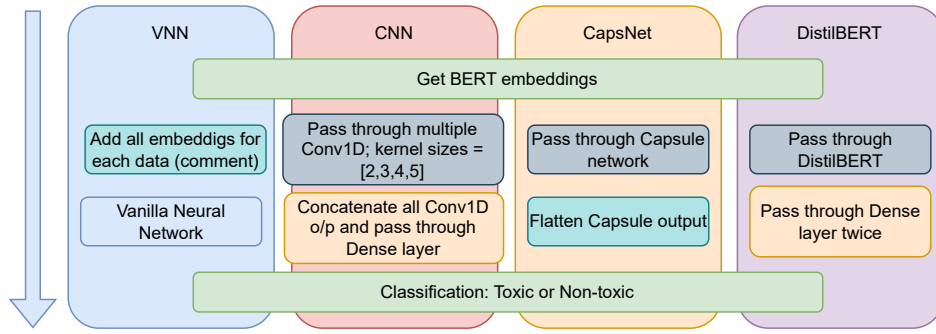 VNN
CNN
CapsNet
DistilBERT
Get BERT embeddings
Add all embeddigs for
each data (comment)
Pass through multiple
Conv1D; kernel sizes =
[2,3,4,5]
Pass through Capsule
network
Pass through
DistilBERT
Vanilla Neural
Network
Concatenate all Conv1D
o/p and pass through
Dense layer
Flatten Capsule output
Pass through Dense
layer twice
Classification: Toxic or Non-toxic